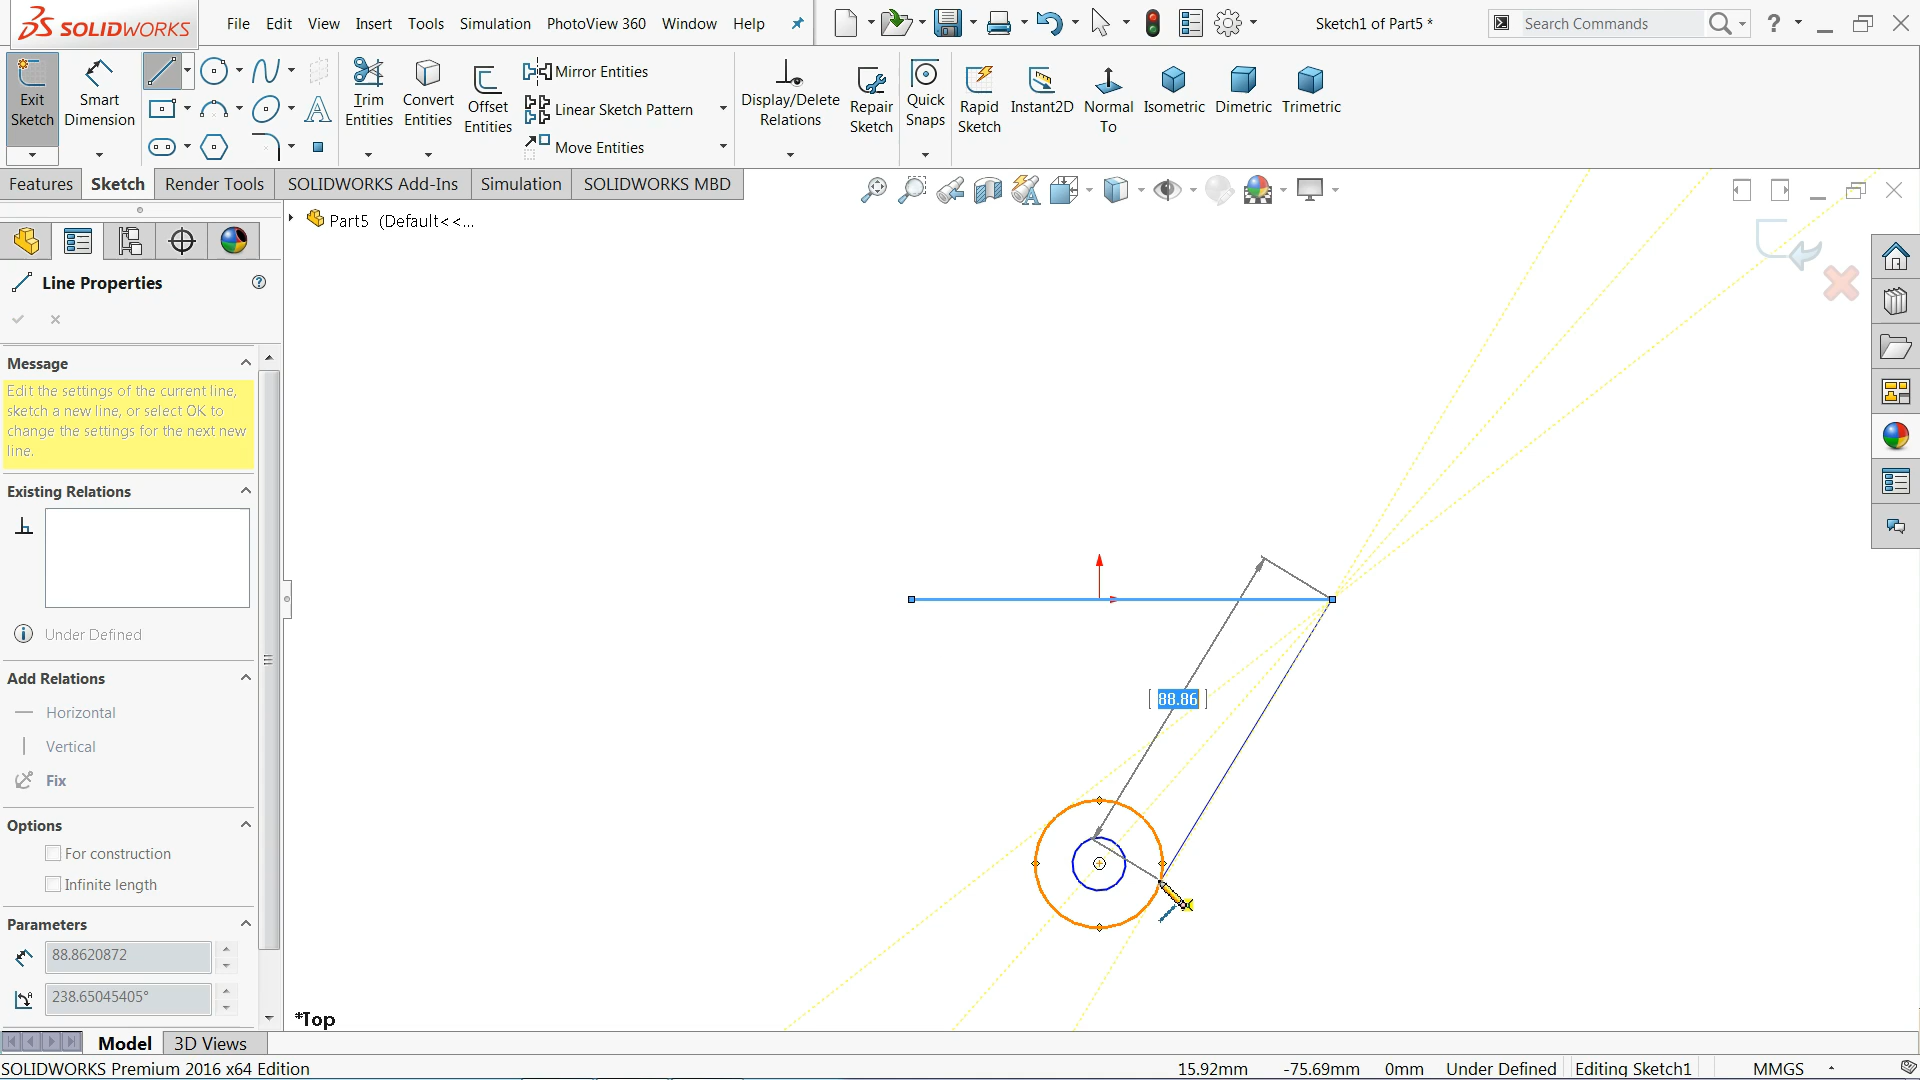 SOLIDWORKS
File Edit View Insert Tools Simulation PhotoView 360 Window Help
Sketch1 of Part5 *
Search Commands
?
Exit Sketch
Smart Dimension
Trim Entities
Convert Entities
Offset Entities
Mirror Entities
Linear Sketch Pattern
Move Entities
Display/Delete Relations
Repair Sketch
Quick Snaps
Rapid Sketch
Instant2D
Normal To
Isometric
Dimetric
Trimetric
Features Sketch Render Tools SOLIDWORKS Add-Ins Simulation SOLIDWORKS MBD
Part5 (Default<<...
Line Properties
Message
Edit the settings of the current line,
sketch a new line, or select OK to
change the settings for the next new
line.
Existing Relations
Under Defined
Add Relations
Horizontal
Vertical
Fix
Options
For construction
Infinite length
Parameters
88.8620872
238.65045405°
88.86
*Top
Model 3D Views
SOLIDWORKS Premium 2016 x64 Edition
15.92mm -75.69mm 0mm Under Defined Editing Sketch1 MMGS